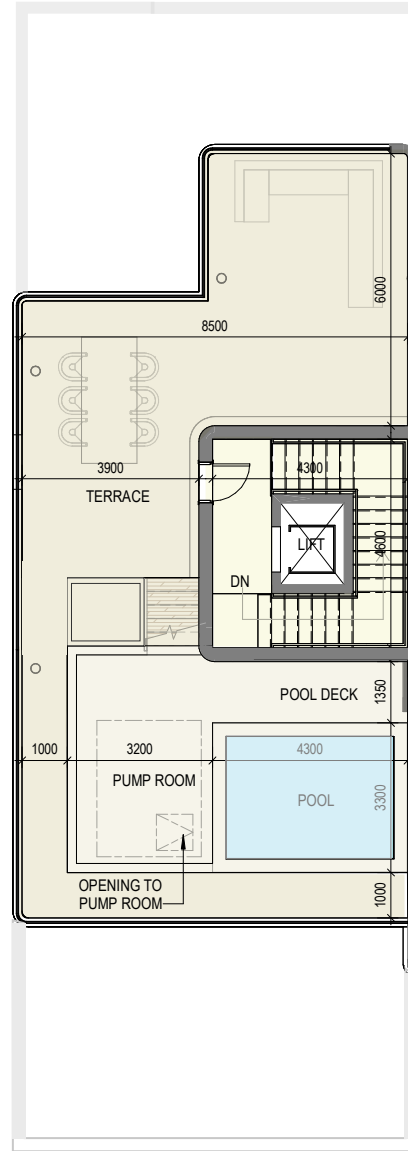 6000
8500
3900
4300
TERRACE
LIFT
4600
DN
POOL DECK
1350
1000
3200
4300
PUMP ROOM
POOL
3300
OPENING TO
PUMP ROOM
1000